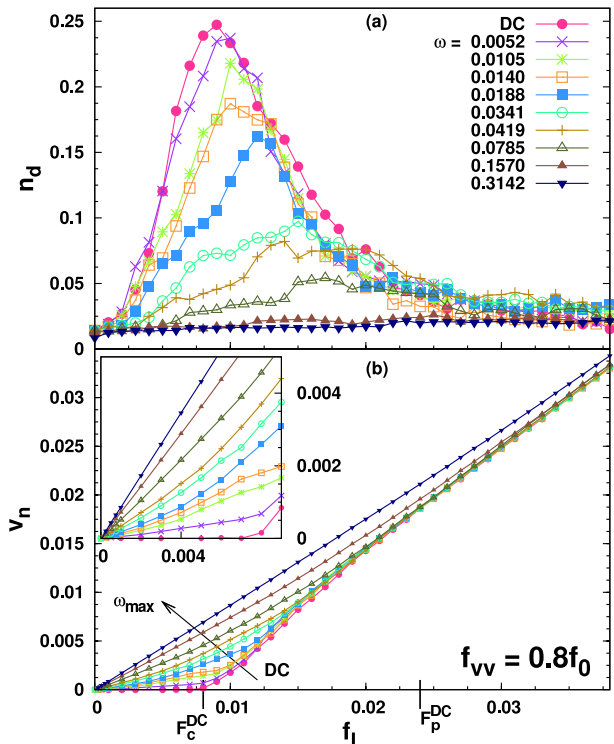 (a)
DC
ω = 0.0052
0.0105
0.0140
0.0188
0.0341
0.0419
0.0785
0.1570
0.3142
0.25
0.2
0.15
0.1
0.05
0
n_d
(b)
0.03
0.025
0.02
0.015
0.01
0.005
0
v_n
0.004
0.002
0
0.004
ω_max
DC
f_vv = 0.8f_0
0 0.01 0.02 0.03
F_c^DC f_l F_p^DC